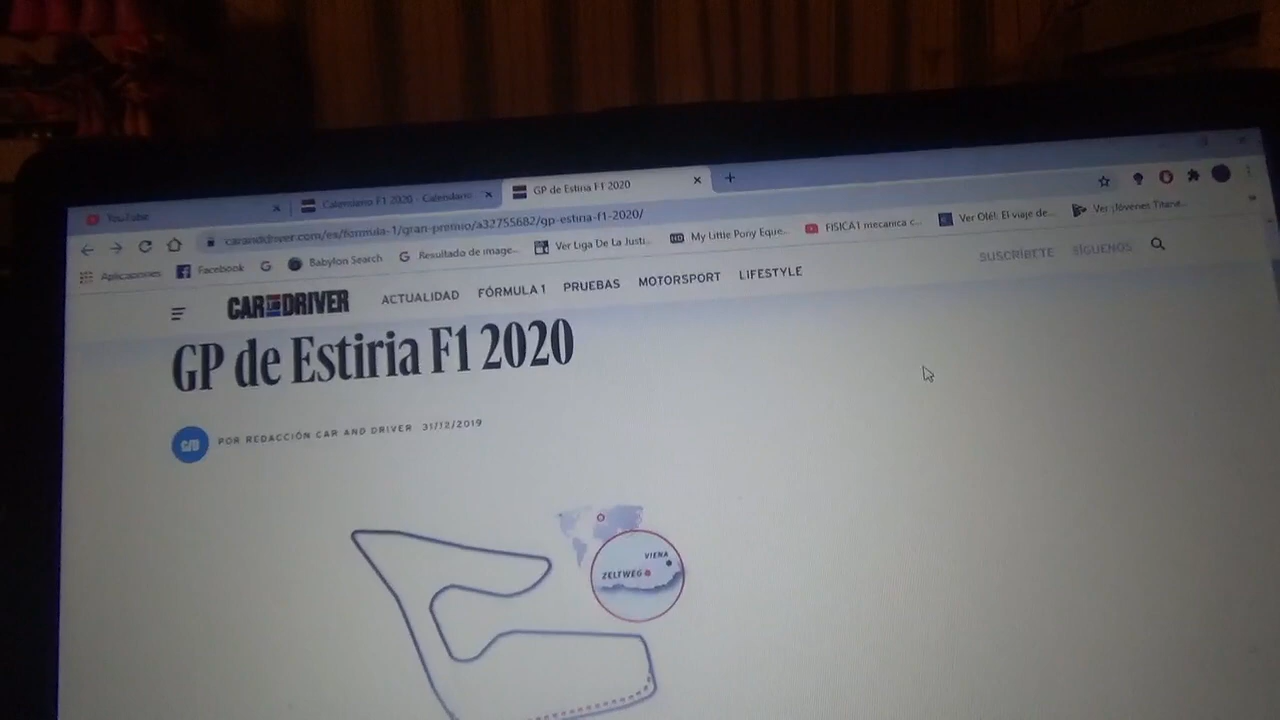 YouTube
Calendario F1 2020 - Calendario
GP de Estiria F1 2020
caranddriver.com/es/formula-1/gran-premio/a32755682/gp-estiria-f1-2020/
Aplicaciones Facebook G Babylon Search Resultado de image... Ver Liga De La Justi... My Little Pony Eque... FISICA1 mecanica c... Ver Olé!: El viaje de... Ver ¡Jóvenes Titane...
CAR AND DRIVER ACTUALIDAD FÓRMULA 1 PRUEBAS MOTORSPORT LIFESTYLE SUSCRÍBETE SÍGUENOS
GP de Estiria F1 2020
C/D POR REDACCIÓN CAR AND DRIVER 31/12/2019
VIENA
ZELTWEG